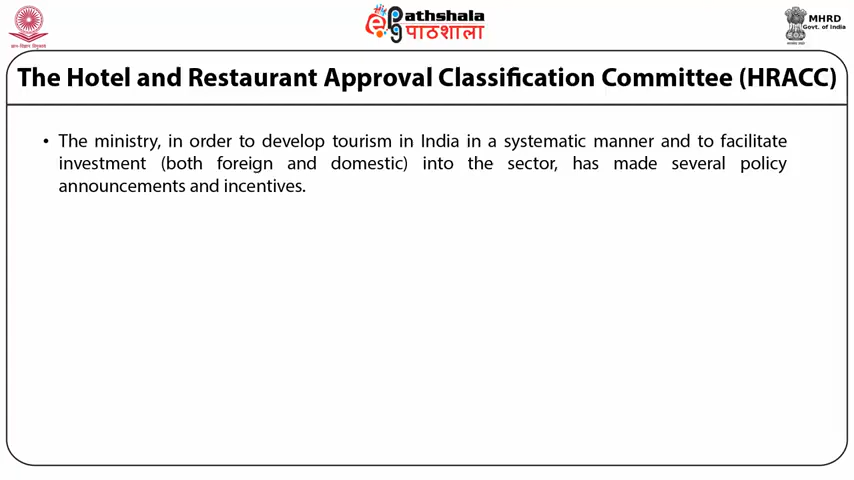 ePathshala
पाठशाला
MHRD
Govt. of India
The Hotel and Restaurant Approval Classification Committee (HRACC)
• The ministry, in order to develop tourism in India in a systematic manner and to facilitate
investment (both foreign and domestic) into the sector, has made several policy
announcements and incentives.